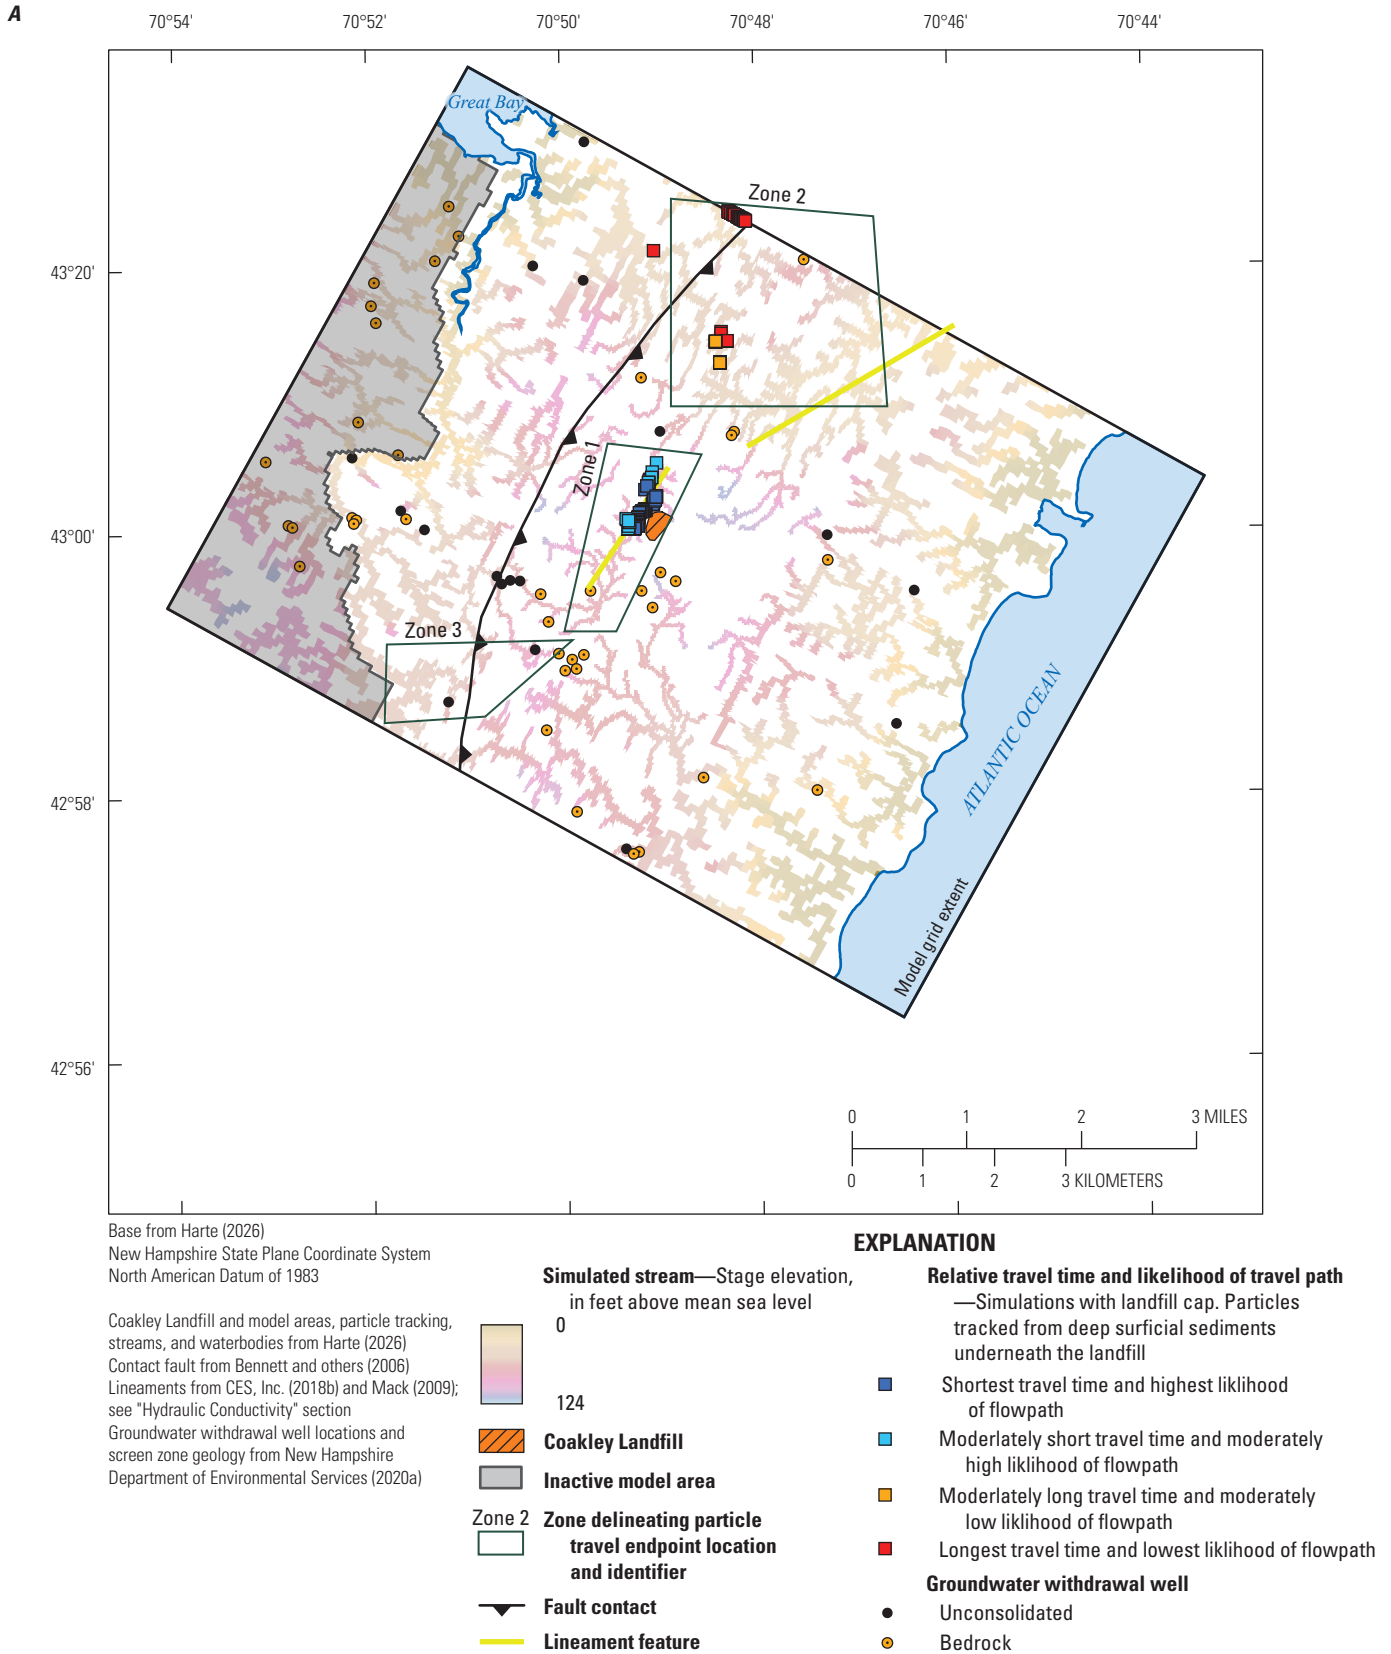 A
70°54'
70°52'
70°50'
70°48'
70°46'
70°44'
Great Bay
Zone 2
43°20'
Zone 1
43°00'
Zone 3
ATLANTIC OCEAN
42°58'
Model grid extent
42°56'
0
1
2
3 MILES
0
1
2
3 KILOMETERS
Base from Harte (2026)
New Hampshire State Plane Coordinate System
North American Datum of 1983
Coakley Landfill and model areas, particle tracking,
streams, and waterbodies from Harte (2026)
Contact fault from Bennett and others (2006)
Lineaments from CES, Inc. (2018b) and Mack (2009);
see "Hydraulic Conductivity" section
Groundwater withdrawal well locations and
screen zone geology from New Hampshire
Department of Environmental Services (2020a)
EXPLANATION
Simulated stream—Stage elevation,
in feet above mean sea level
0
124
Coakley Landfill
Inactive model area
Zone 2
Zone delineating particle
travel endpoint location
and identifier
Fault contact
Lineament feature
Relative travel time and likelihood of travel path
—Simulations with landfill cap. Particles
tracked from deep surficial sediments
underneath the landfill
Shortest travel time and highest liklihood
of flowpath
Moderlately short travel time and moderately
high liklihood of flowpath
Moderlately long travel time and moderately
low liklihood of flowpath
Longest travel time and lowest liklihood of flowpath
Groundwater withdrawal well
Unconsolidated
Bedrock